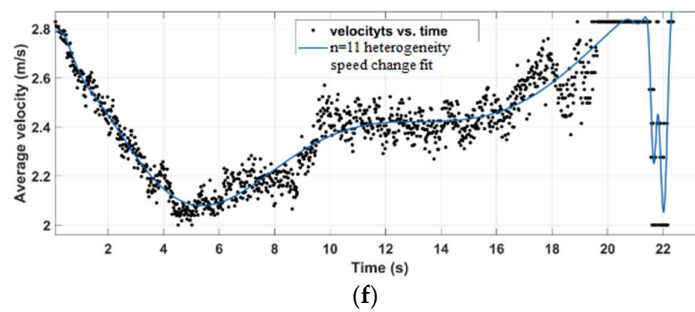 velocityts vs. time
n=11 heterogeneity
speed change fit
Average velocity (m/s)
2.8
2.6
2.4
2.2
2
2 4 6 8 10 12 14 16 18 20 22
Time (s)
(f)